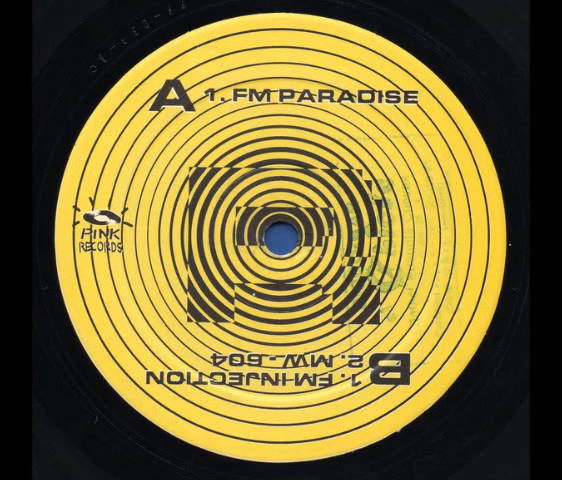 A 1. FM PARADISE
PINK
RECORDS
B 1. FM INJECTION
2. MW-604